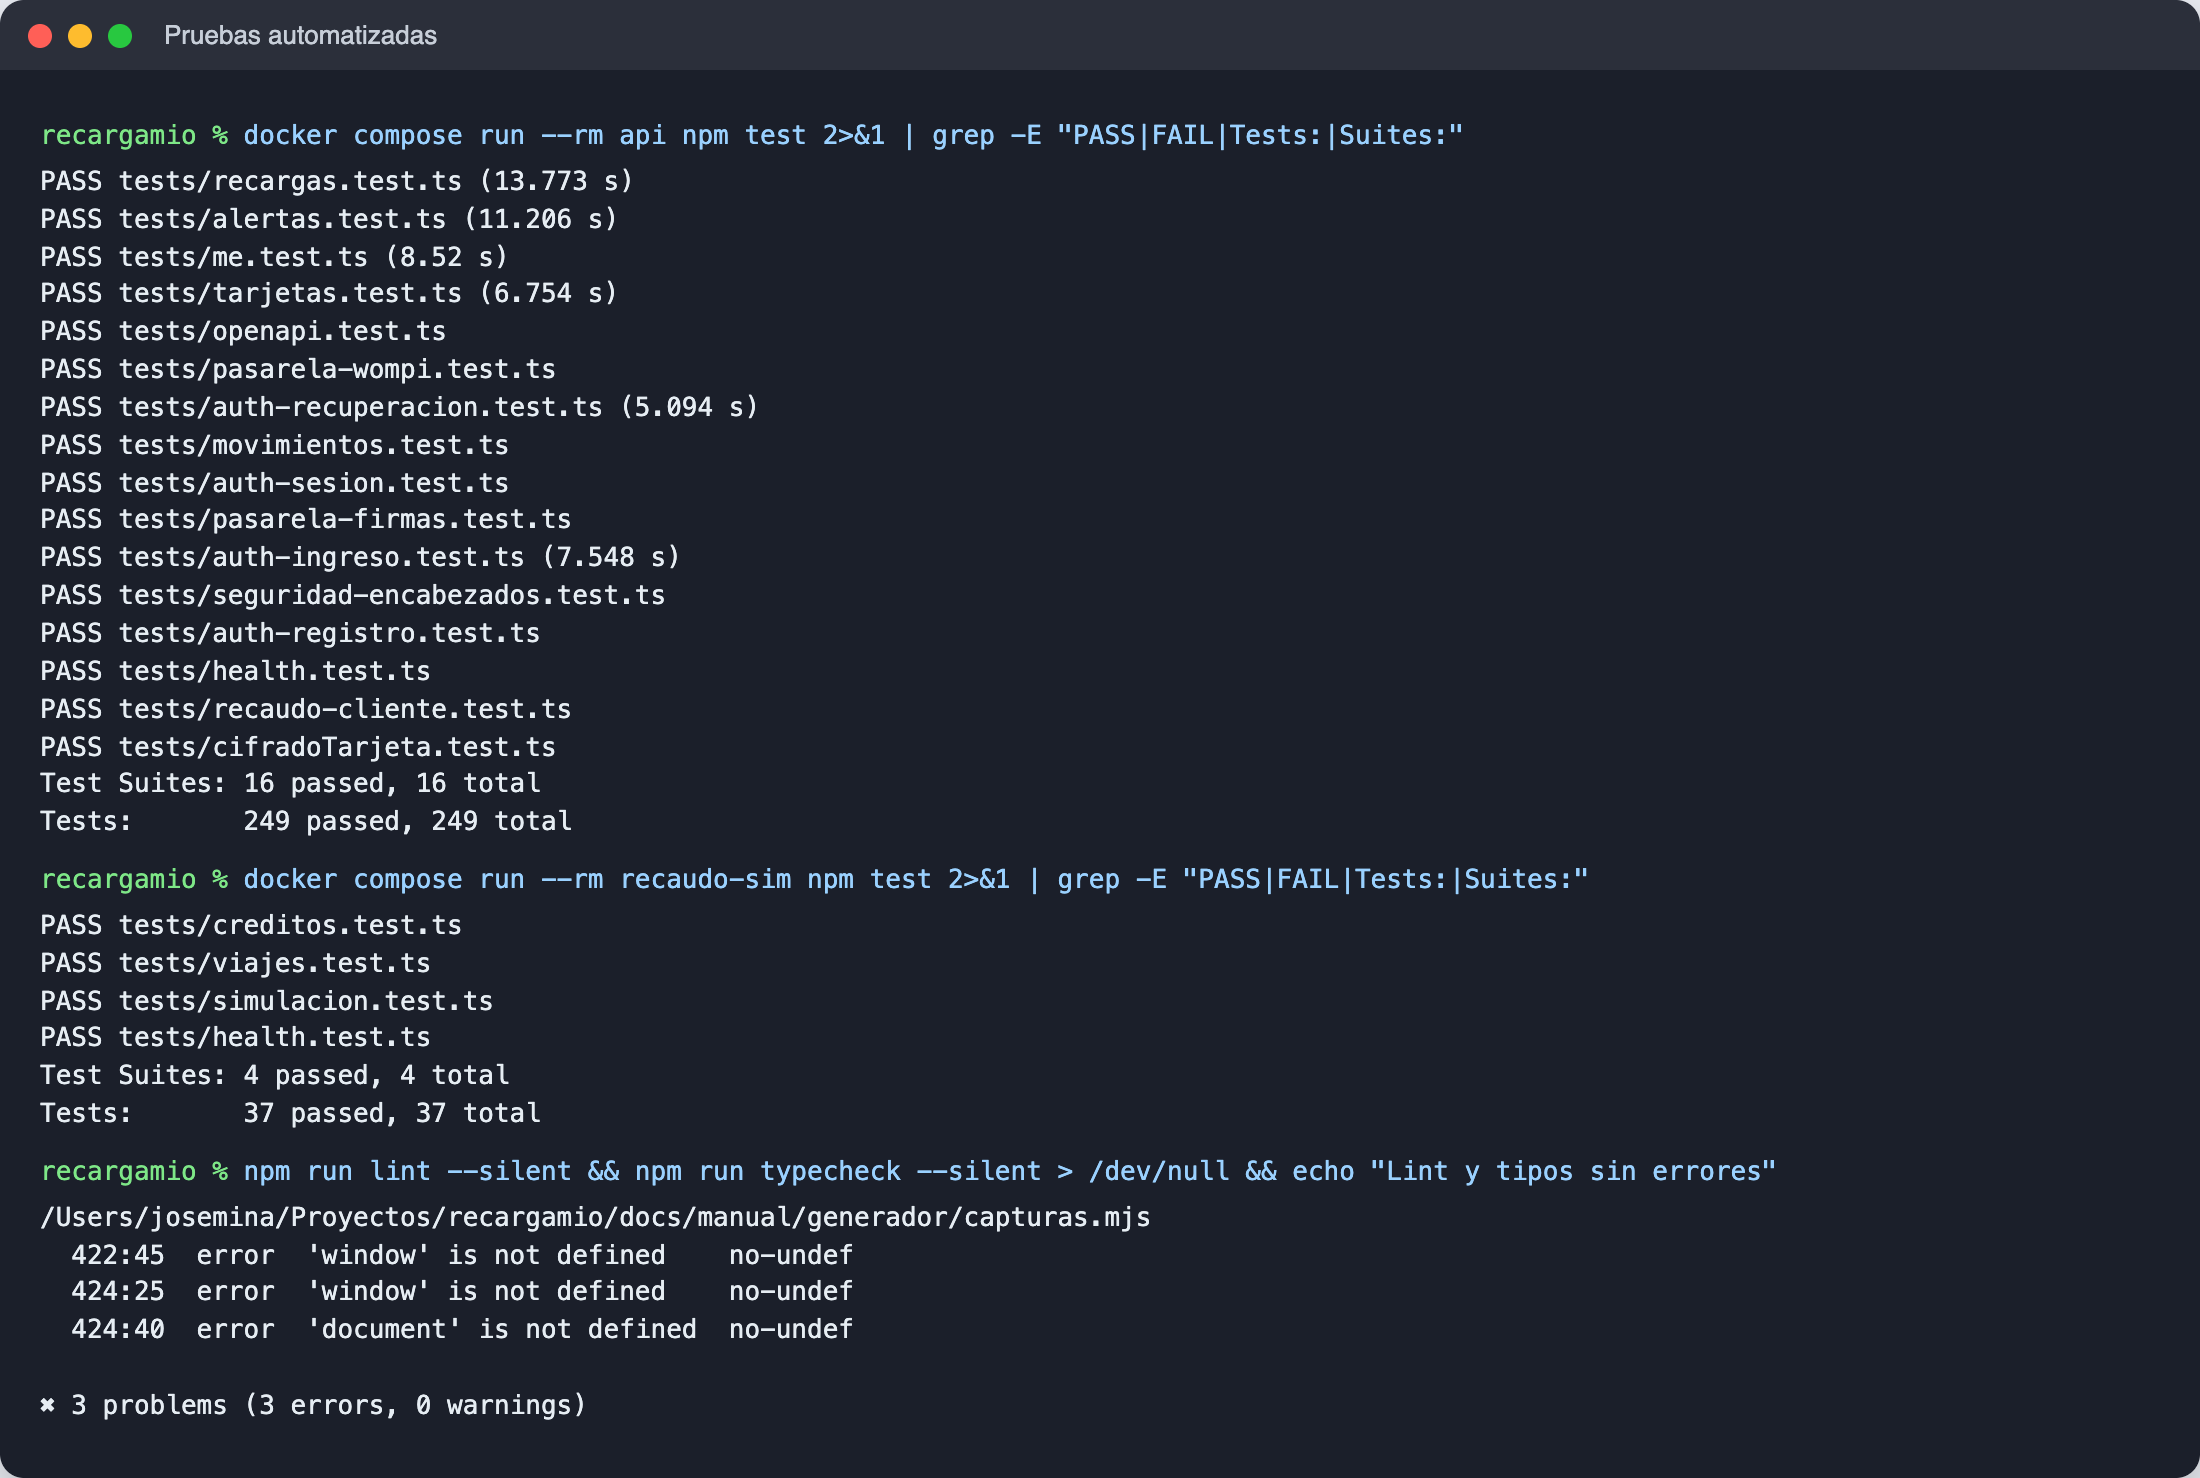 Pruebas automatizadas
recargamio % docker compose run --rm api npm test 2>&1 | grep -E "PASS|FAIL|Tests:|Suites:"
PASS tests/recargas.test.ts (13.773 s)
PASS tests/alertas.test.ts (11.206 s)
PASS tests/me.test.ts (8.52 s)
PASS tests/tarjetas.test.ts (6.754 s)
PASS tests/openapi.test.ts
PASS tests/pasarela-wompi.test.ts
PASS tests/auth-recuperacion.test.ts (5.094 s)
PASS tests/movimientos.test.ts
PASS tests/auth-sesion.test.ts
PASS tests/pasarela-firmas.test.ts
PASS tests/auth-ingreso.test.ts (7.548 s)
PASS tests/seguridad-encabezados.test.ts
PASS tests/auth-registro.test.ts
PASS tests/health.test.ts
PASS tests/recaudo-cliente.test.ts
PASS tests/cifradoTarjeta.test.ts
Test Suites: 16 passed, 16 total
Tests:       249 passed, 249 total
recargamio % docker compose run --rm recaudo-sim npm test 2>&1 | grep -E "PASS|FAIL|Tests:|Suites:"
PASS tests/creditos.test.ts
PASS tests/viajes.test.ts
PASS tests/simulacion.test.ts
PASS tests/health.test.ts
Test Suites: 4 passed, 4 total
Tests:       37 passed, 37 total
recargamio % npm run lint --silent && npm run typecheck --silent > /dev/null && echo "Lint y tipos sin errores"
/Users/josemina/Proyectos/recargamio/docs/manual/generador/capturas.mjs
  422:45  error  'window' is not defined    no-undef
  424:25  error  'window' is not defined    no-undef
  424:40  error  'document' is not defined  no-undef
✖ 3 problems (3 errors, 0 warnings)